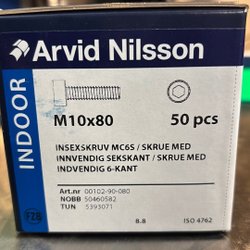 Arvid Nilsson
INDOOR
M10x80 50 pcs
INSEXSKRUV MC6S / SKRUE MED
INNVENDIG SEKSKANT / SKRUE MED
INDVENDIG 6-KANT
Art.nr 00102-90-080
NOBB 50460582
TUN 5393071
FZB
8.8 ISO 4762